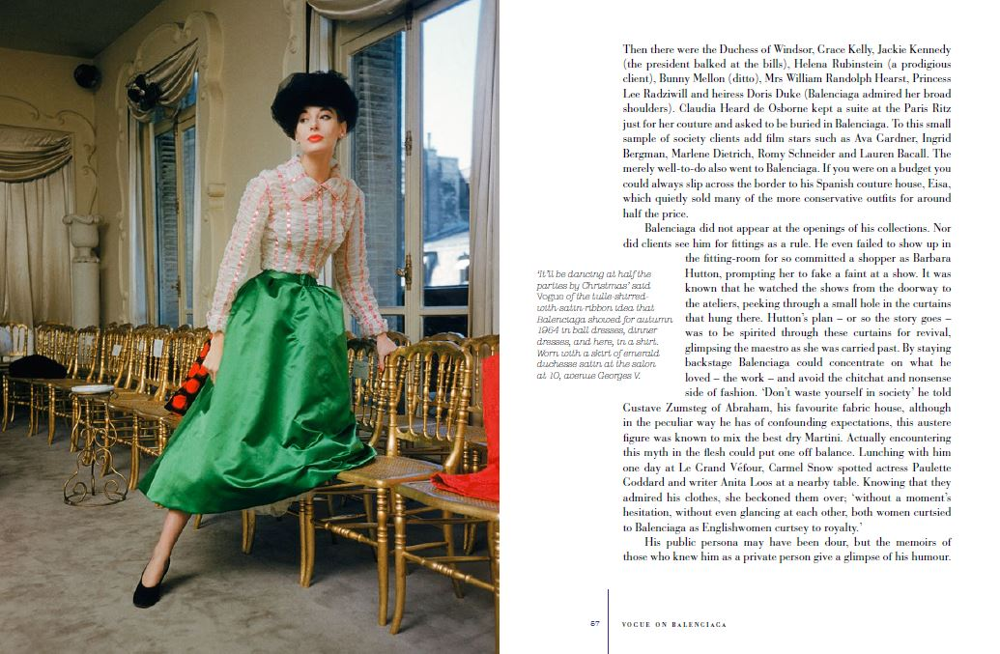 Then there were the Duchess of Windsor, Grace Kelly, Jackie Kennedy
(the president balked at the bills), Helena Rubinstein (a prodigious
client), Bunny Mellon (ditto), Mrs William Randolph Hearst, Princess
Lee Radziwill and heiress Doris Duke (Balenciaga admired her broad
shoulders). Claudia Heard de Osborne kept a suite at the Paris Ritz
just for her couture and asked to be buried in Balenciaga. To this small
sample of society clients add film stars such as Ava Gardner, Ingrid
Bergman, Marlene Dietrich, Romy Schneider and Lauren Bacall. The
merely well-to-do also went to Balenciaga. If you were on a budget you
could always slip across the border to his Spanish couture house, Eisa,
which quietly sold many of the more conservative outfits for around
half the price.
Balenciaga did not appear at the openings of his collections. Nor
did clients see him for fittings as a rule. He even failed to show up in
the fitting-room for so committed a shopper as Barbara
Hutton, prompting her to fake a faint at a show. It was
known that he watched the shows from the doorway to
the ateliers, peeking through a small hole in the curtains
that hung there. Hutton's plan – or so the story goes –
was to be spirited through these curtains for revival,
glimpsing the maestro as she was carried past. By staying
backstage Balenciaga could concentrate on what he
loved – the work – and avoid the chitchat and nonsense
side of fashion. 'Don't waste yourself in society' he told
Gustave Zumsteg of Abraham, his favourite fabric house, although
in the peculiar way he has of confounding expectations, this austere
figure was known to mix the best dry Martini. Actually encountering
this myth in the flesh could put one off balance. Lunching with him
one day at Le Grand Véfour, Carmel Snow spotted actress Paulette
Goddard and writer Anita Loos at a nearby table. Knowing that they
admired his clothes, she beckoned them over; 'without a moment's
hesitation, without even glancing at each other, both women curtsied
to Balenciaga as Englishwomen curtsey to royalty.'
His public persona may have been dour, but the memoirs of
those who knew him as a private person give a glimpse of his humour.
'It'll be dancing at half the
parties by Christmas' said
Vogue of the tulle-shirred-
with-satin-ribbon idea that
Balenciaga showed for autumn
1964 in ball dresses, dinner
dresses, and here, in a shirt.
Worn with a skirt of emerald
duchesse satin at the salon
at 10, avenue Georges V.
57
VOGUE ON BALENCIAGA